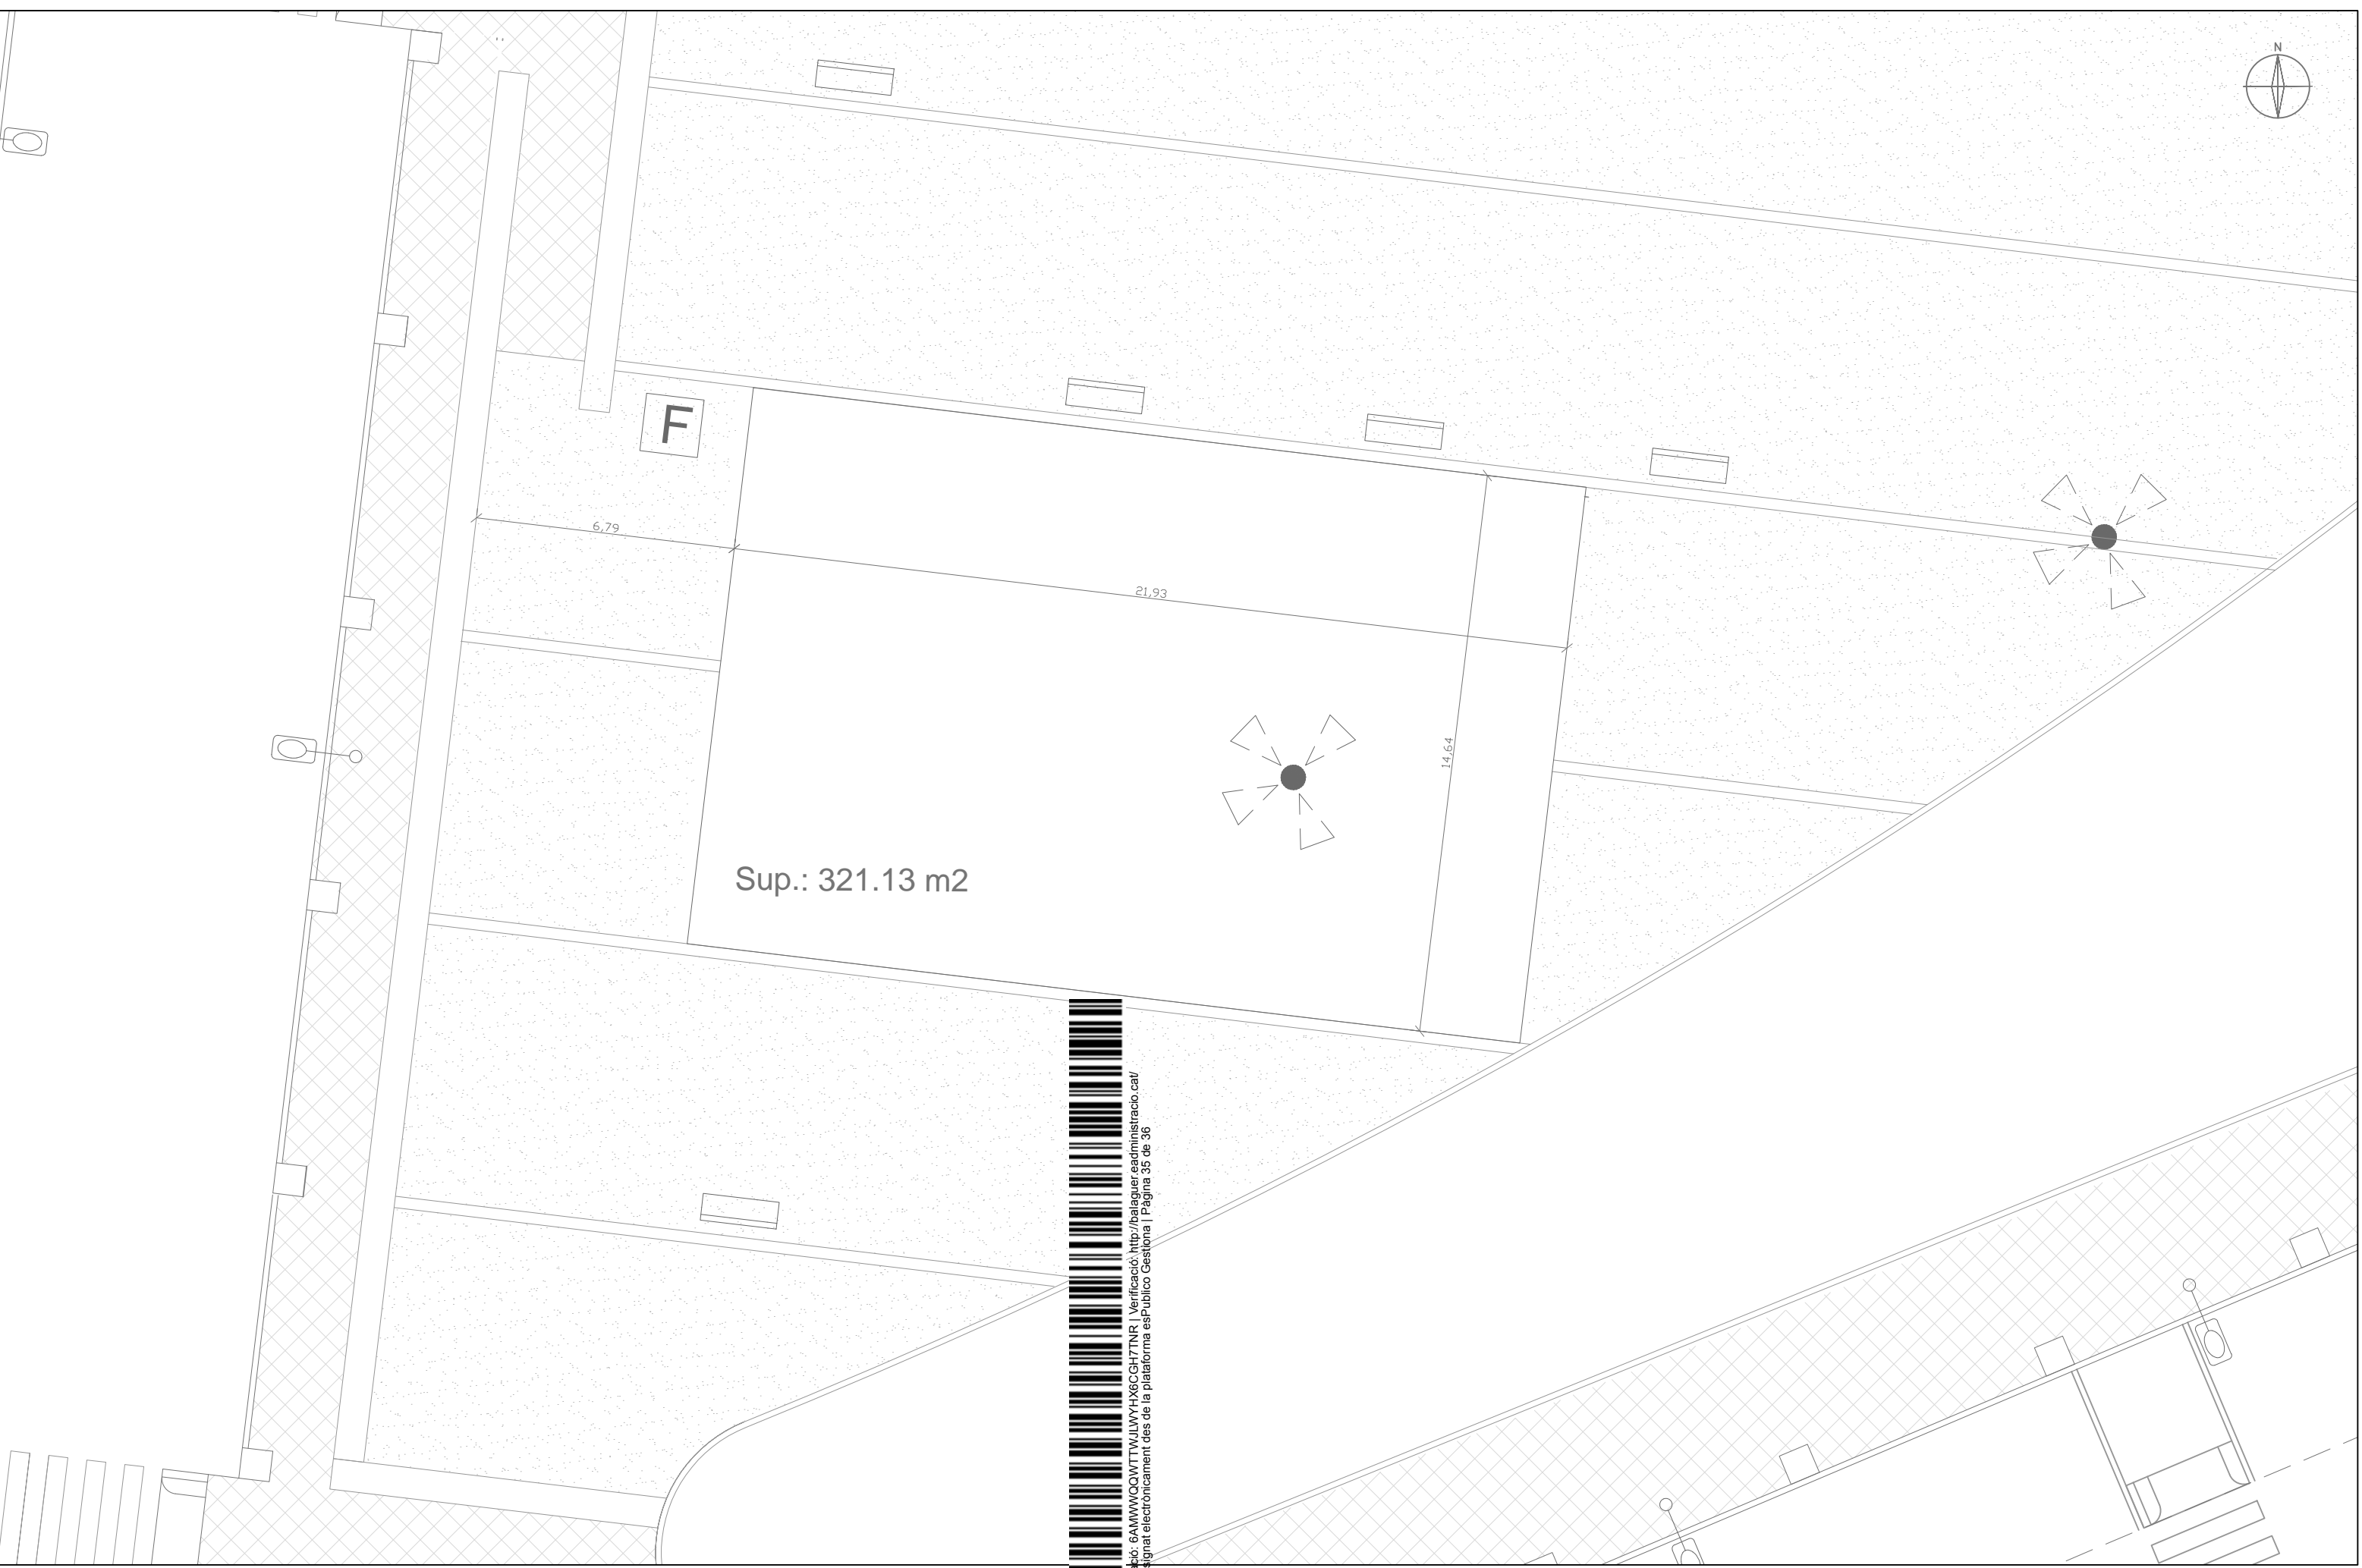 N
F
6,79
21,93
14,64
Sup.: 321.13 m2
ció: 6AMWWQQWTTWJLWYHX6CGH7TNR | Verificació: http://balaguer.eadministracio.cat/
signat electrònicament des de la plataforma esPublico Gestiona | Pàgina 35 de 36